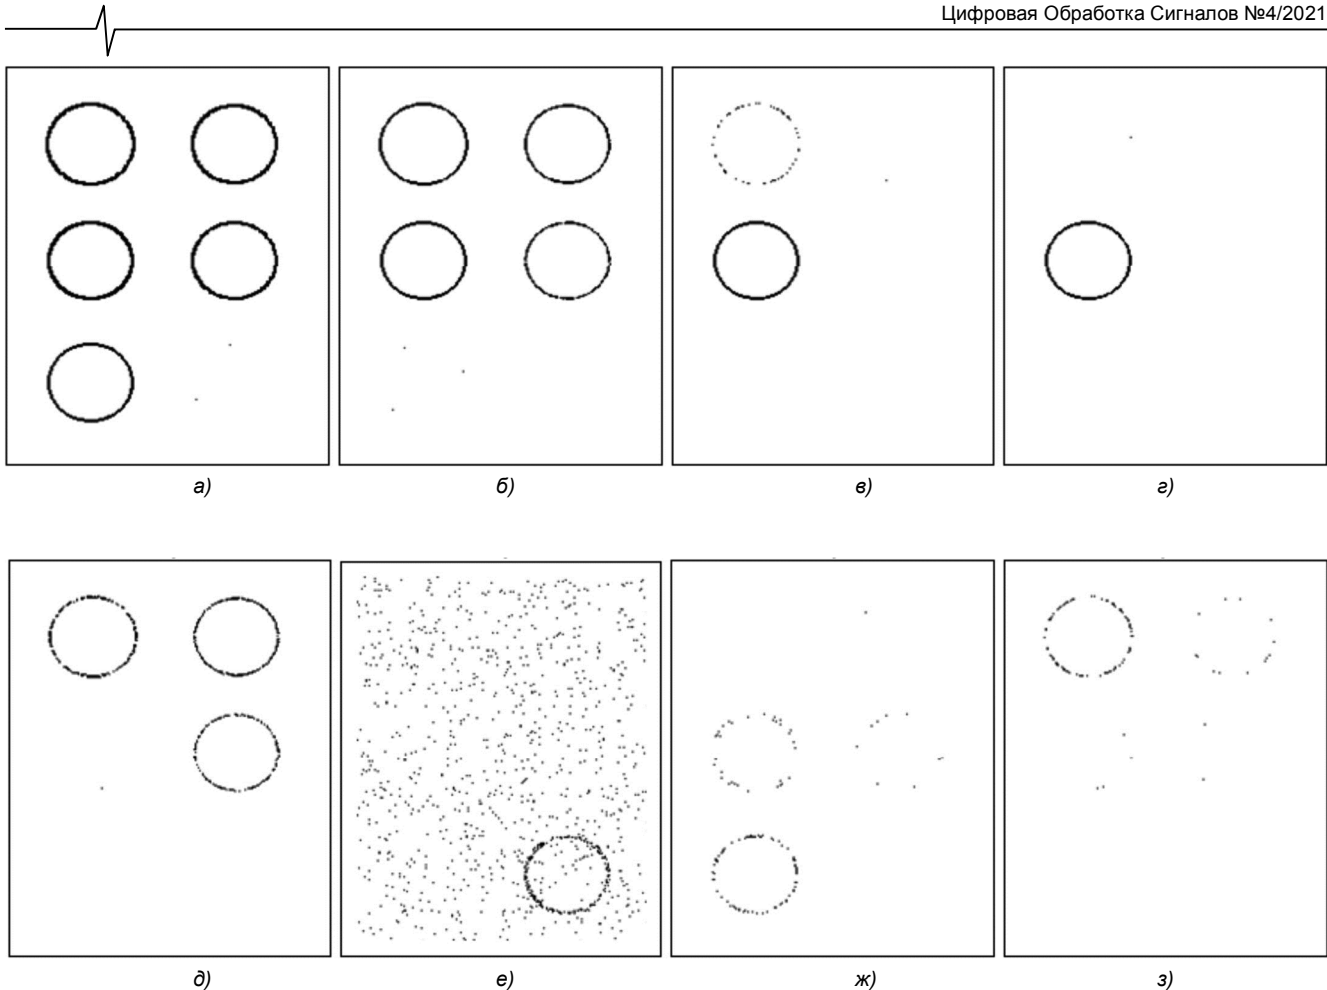 Цифровая Обработка Сигналов №4/2021
а)
б)
в)
г)
д)
е)
ж)
з)